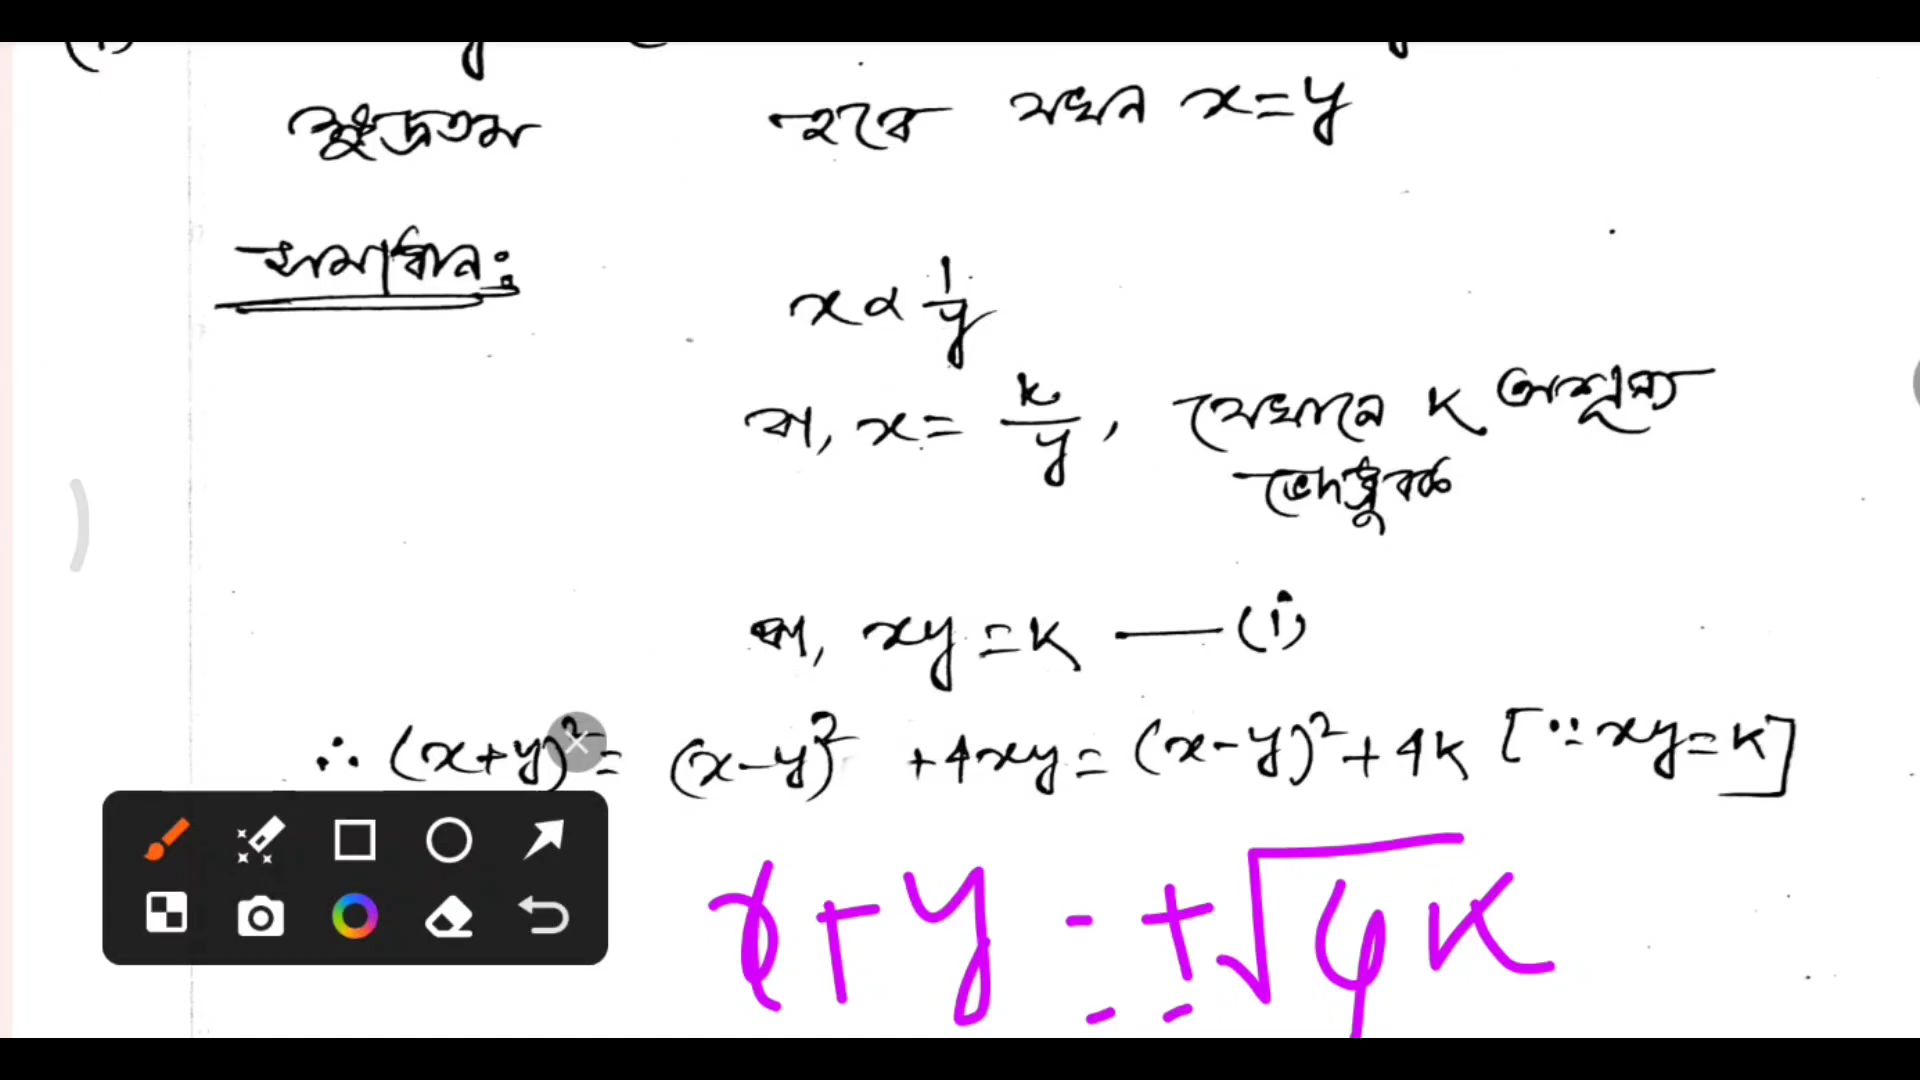 ক্ষুদ্রতম হবে যখন x=y
সমাধান:
x ∝ 1/y
বা, x = k/y, যেখানে K অশূন্য
ভেদধ্রুবক
বা, xy = K —— (i)
∴ (x+y)² = (x-y)² + 4xy = (x-y)² + 4K [∵ xy = K]
x+y = ±√4K